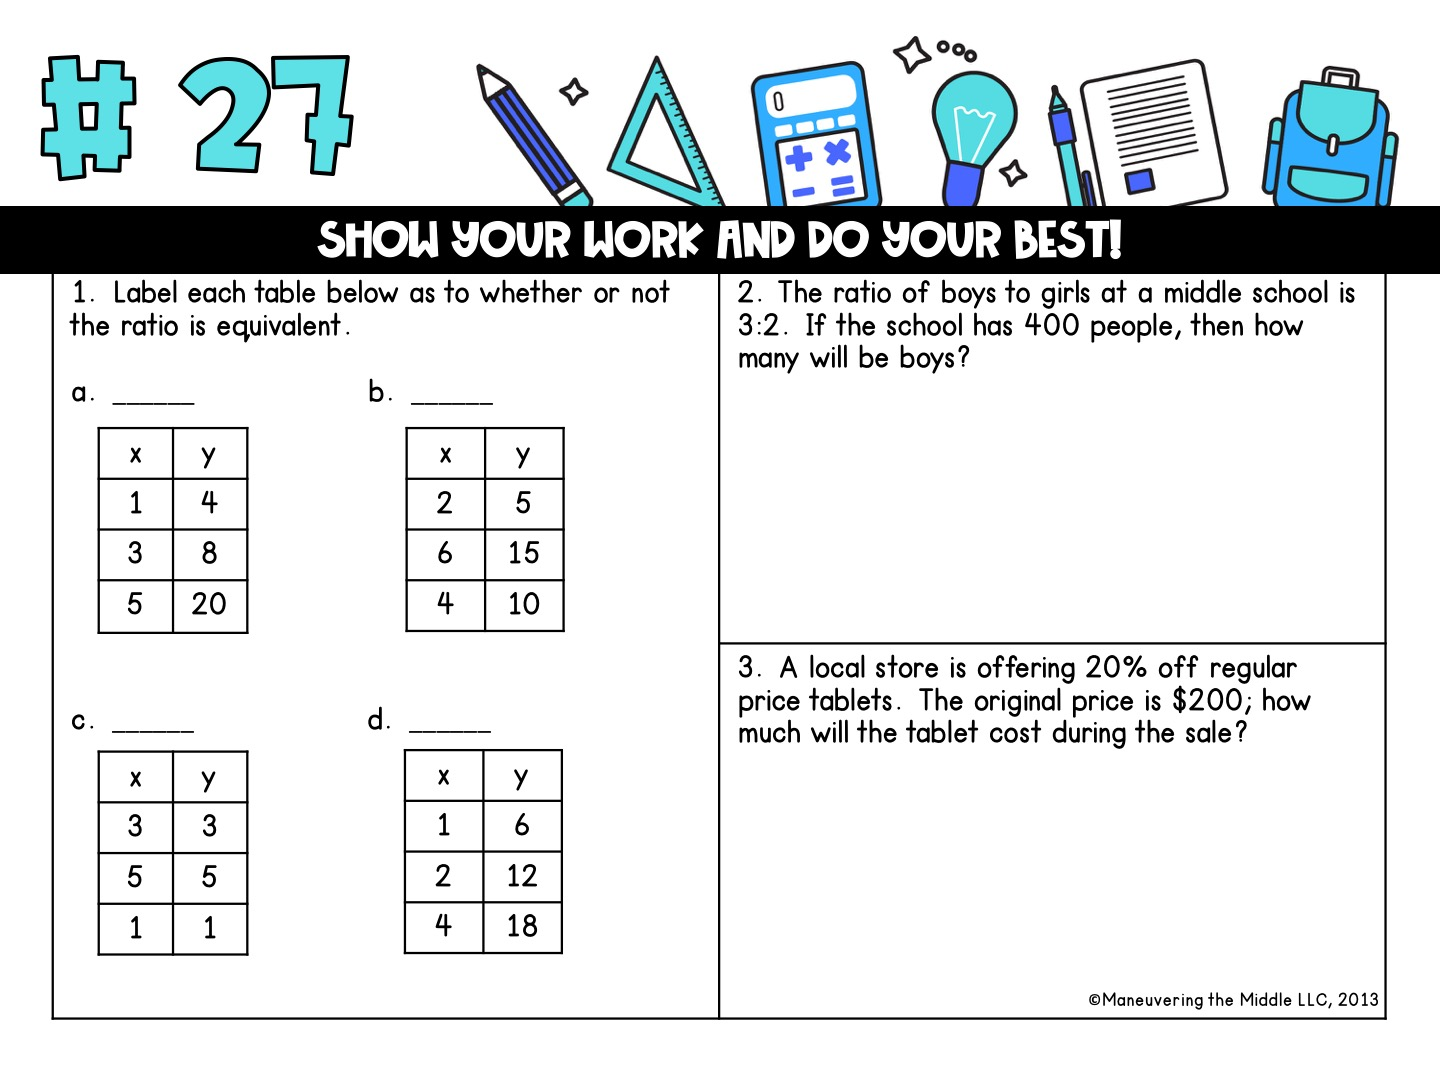 # 27
SHOW YOUR WORK AND DO YOUR BEST!
1. Label each table below as to whether or not
the ratio is equivalent.
a. ______
x y
1 4
3 8
5 20
b. ______
x y
2 5
6 15
4 10
c. ______
x y
3 3
5 5
1 1
d. ______
x y
1 6
2 12
4 18
2. The ratio of boys to girls at a middle school is
3:2. If the school has 400 people, then how
many will be boys?
3. A local store is offering 20% off regular
price tablets. The original price is $200; how
much will the tablet cost during the sale?
©Maneuvering the Middle LLC, 2013
0